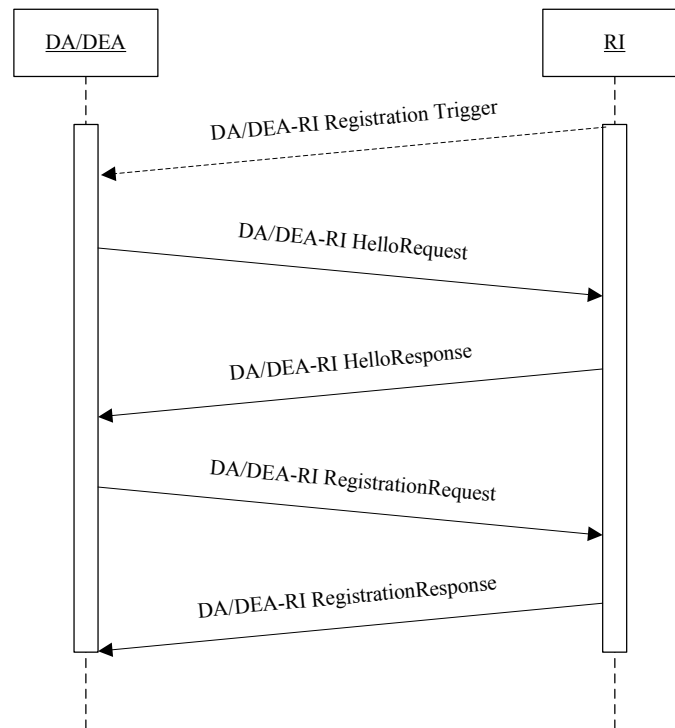 DA/DEA
RI
DA/DEA-RI Registration Trigger
DA/DEA-RI HelloRequest
DA/DEA-RI HelloResponse
DA/DEA-RI RegistrationRequest
DA/DEA-RI RegistrationResponse